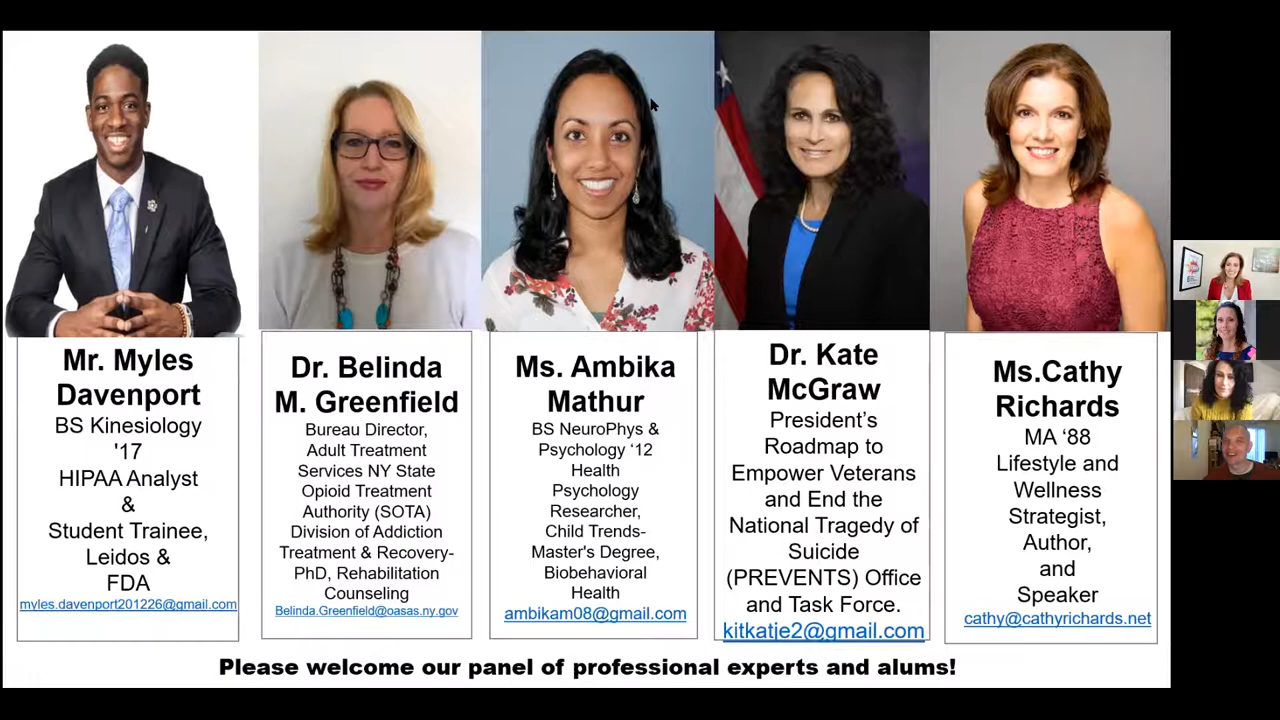 Mr. Myles
Davenport
BS Kinesiology
'17
HIPAA Analyst
&
Student Trainee,
Leidos &
FDA
myles.davenport201226@gmail.com
Dr. Belinda
M. Greenfield
Bureau Director,
Adult Treatment
Services NY State
Opioid Treatment
Authority (SOTA)
Division of Addiction
Treatment & Recovery-
PhD, Rehabilitation
Counseling
Belinda.Greenfield@oasas.ny.gov
Ms. Ambika
Mathur
BS NeuroPhys &
Psychology ‘12
Health
Psychology
Researcher,
Child Trends-
Master's Degree,
Biobehavioral
Health
ambikam08@gmail.com
Dr. Kate
McGraw
President’s
Roadmap to
Empower Veterans
and End the
National Tragedy of
Suicide
(PREVENTS) Office
and Task Force.
kitkatje2@gmail.com
Ms.Cathy
Richards
MA ‘88
Lifestyle and
Wellness
Strategist,
Author,
and
Speaker
cathy@cathyrichards.net
Please welcome our panel of professional experts and alums!